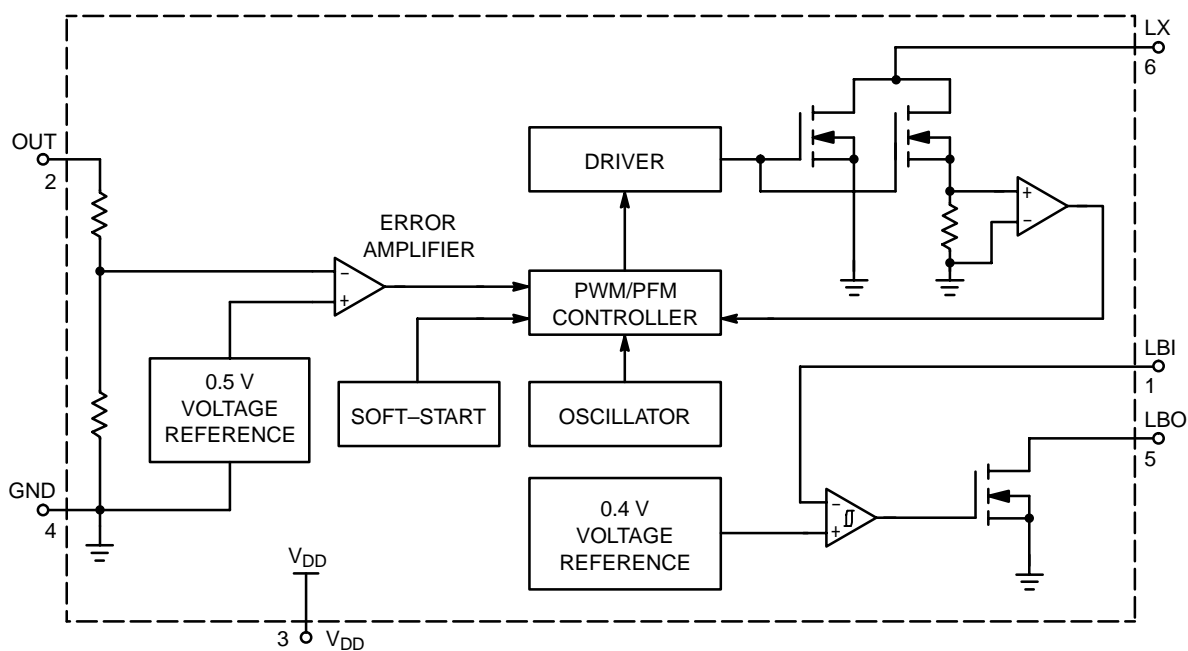 LX
6
OUT
2
DRIVER
ERROR
AMPLIFIER
+
−
−
+
PWM/PFM
CONTROLLER
0.5 V
VOLTAGE
REFERENCE
SOFT–START
OSCILLATOR
LBI
1
LBO
5
GND
4
0.4 V
VOLTAGE
REFERENCE
−
+
VDD
3
VDD